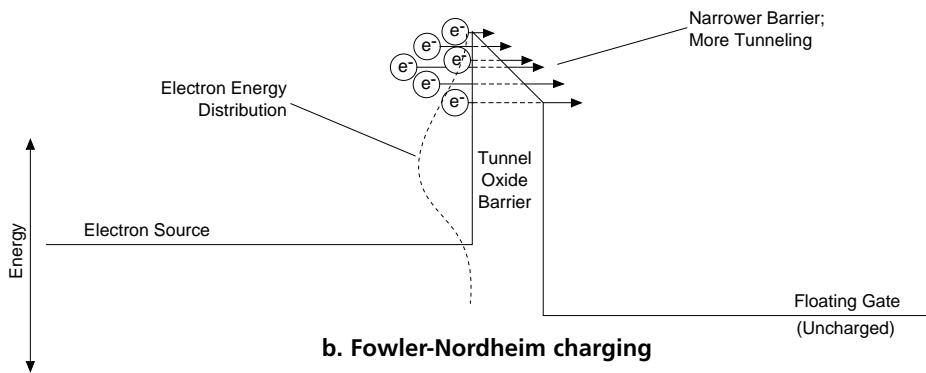 e-
e-
e-
e-
e-
e-
Narrower Barrier;
More Tunneling
Electron Energy
Distribution
Tunnel
Oxide
Barrier
Energy
Electron Source
Floating Gate
(Uncharged)
b. Fowler-Nordheim charging